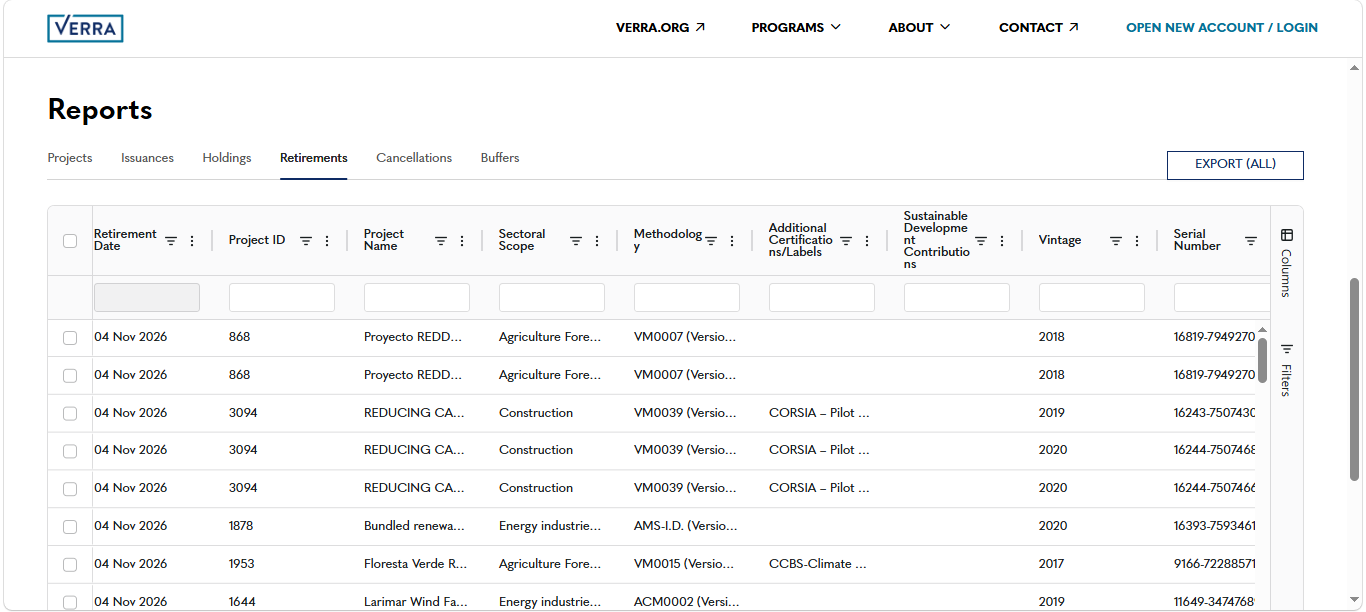 VERRA
VERRA.ORG PROGRAMS ABOUT CONTACT OPEN NEW ACCOUNT / LOGIN
Reports
Projects Issuances Holdings Retirements Cancellations Buffers
EXPORT (ALL)
Retirement
Date
Project ID
Project
Name
Sectoral
Scope
Methodolog
y
Additional
Certificatio
ns/Labels
Sustainable
Developme
nt
Contributio
ns
Vintage
Serial
Number
Columns
Filters
04 Nov 2026 868 Proyecto REDD... Agriculture Fore... VM0007 (Versio... 2018 16819-7949270
04 Nov 2026 868 Proyecto REDD... Agriculture Fore... VM0007 (Versio... 2018 16819-7949270
04 Nov 2026 3094 REDUCING CA... Construction VM0039 (Versio... CORSIA – Pilot ... 2019 16243-7507430
04 Nov 2026 3094 REDUCING CA... Construction VM0039 (Versio... CORSIA – Pilot ... 2020 16244-7507468
04 Nov 2026 3094 REDUCING CA... Construction VM0039 (Versio... CORSIA – Pilot ... 2020 16244-7507466
04 Nov 2026 1878 Bundled renewa... Energy industrie... AMS-I.D. (Versio... 2020 16393-7593461
04 Nov 2026 1953 Floresta Verde R... Agriculture Fore... VM0015 (Versio... CCBS-Climate ... 2017 9166-72288571
04 Nov 2026 1644 Larimar Wind Fa... Energy industrie... ACM0002 (Versi... 2019 11649-3474768